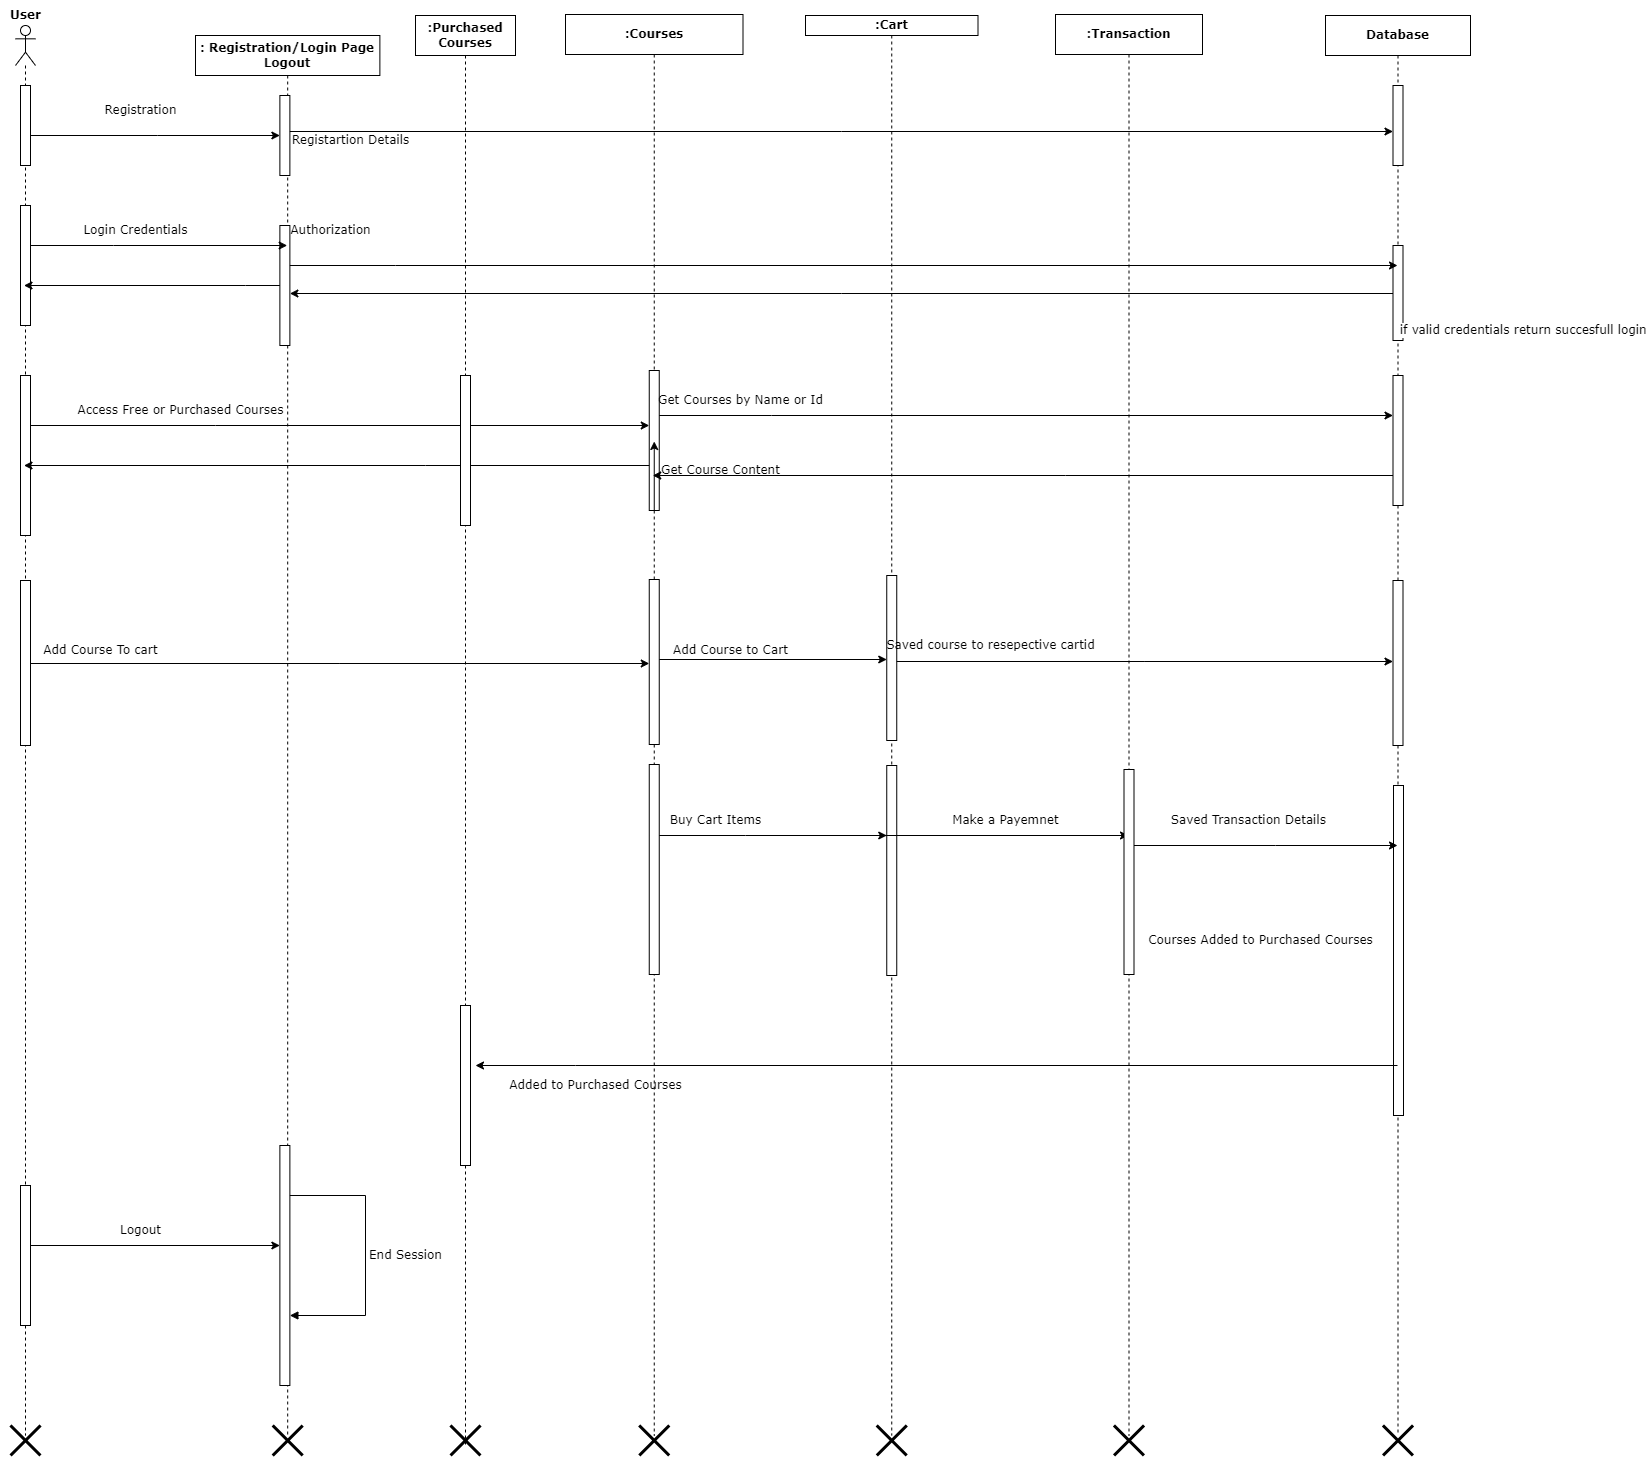 User
: Registration/Login Page
Logout
:Purchased
Courses
:Courses
:Cart
:Transaction
Database
Registration
Registartion Details
Login Credentials
Authorization
if valid credentials return succesfull login
Access Free or Purchased Courses
Get Courses by Name or Id
Get Course Content
Add Course To cart
Add Course to Cart
Saved course to resepective cartid
Buy Cart Items
Make a Payemnet
Saved Transaction Details
Courses Added to Purchased Courses
Added to Purchased Courses
Logout
End Session